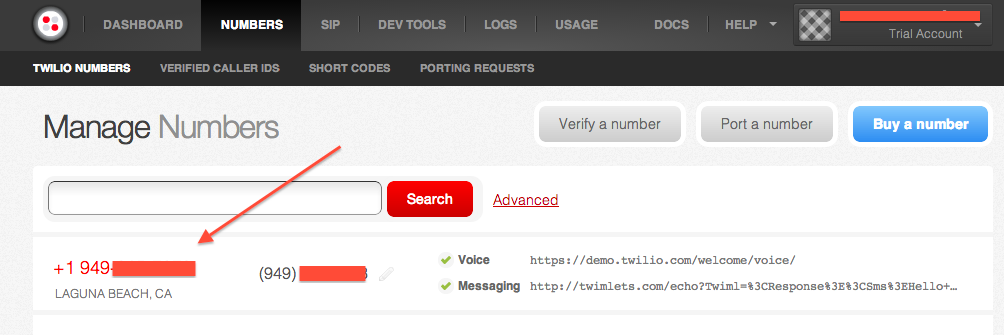 DASHBOARD NUMBERS SIP DEV TOOLS LOGS USAGE DOCS HELP
Trial Account
TWILIO NUMBERS VERIFIED CALLER IDS SHORT CODES PORTING REQUESTS
Manage Numbers
Verify a number
Port a number
Buy a number
Search
Advanced
+1 949-
LAGUNA BEACH, CA
(949)
Voice https://demo.twilio.com/welcome/voice/
Messaging http://twimlets.com/echo?Twiml=%3CResponse%3E%3CSms%3EHello+…